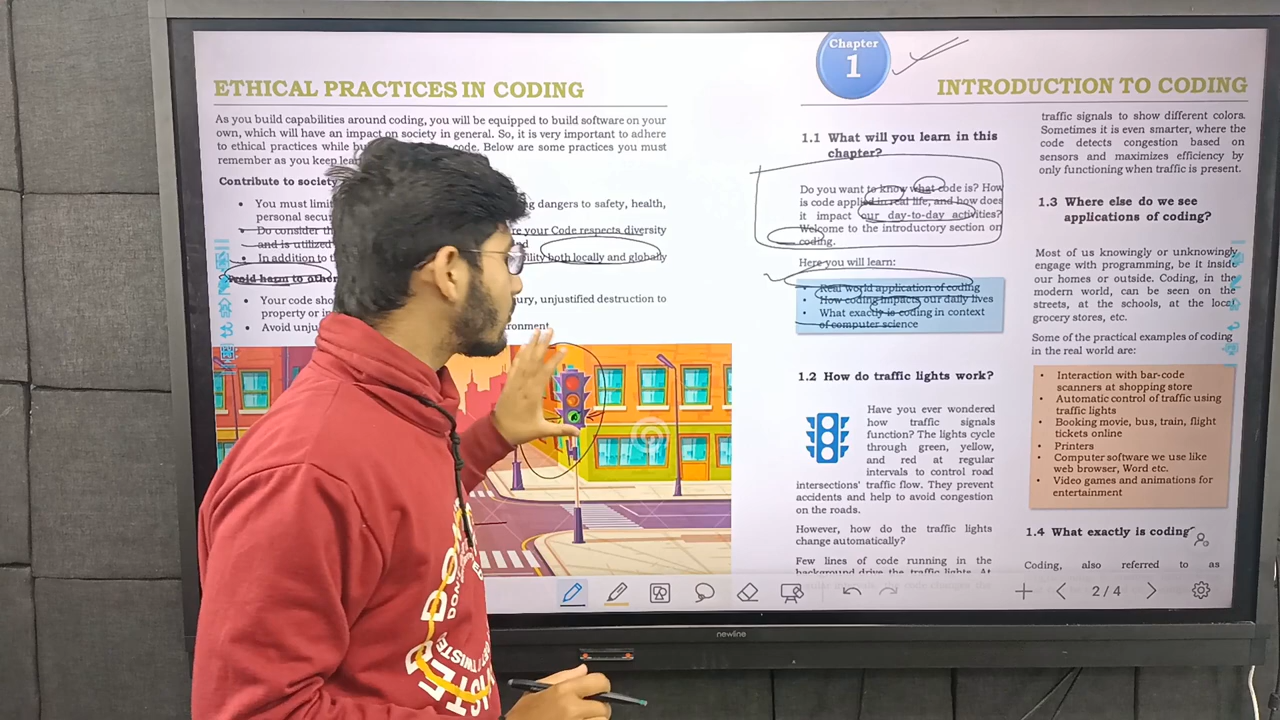 ETHICAL PRACTICES IN CODING
As you build capabilities around coding, you will be equipped to build software on your
own, which will have an impact on society in general. So, it is very important to adhere
to ethical practices while code. Below are some practices you must
remember as you keep
Contribute to society
• You must limit dangers to safety, health,
personal
• Do consider your Code respects diversity
and is utilized
• In addition to both locally and globally
Avoid harm to
• Your code unjustified destruction to
property or
• Avoid
Chapter
1
INTRODUCTION TO CODING
1.1 What will you learn in this
chapter?
Do you want to know what code is? How
is code applied in real life, and how does
it impact our day-to-day activities?
Welcome to the introductory section on
coding.
Here you will learn:
• Real world application of coding
• How coding impacts our daily lives
• What exactly is coding in context
of computer science
1.2 How do traffic lights work?
Have you ever wondered
how traffic signals
function? The lights cycle
through green, yellow,
and red at regular
intervals to control road
intersections' traffic flow. They prevent
accidents and help to avoid congestion
on the roads.
However, how do the traffic lights
change automatically?
Few lines of code running in the
background drive the traffic lights. At
traffic signals to show different colors.
Sometimes it is even smarter, where the
code detects congestion based on
sensors and maximizes efficiency by
only functioning when traffic is present.
1.3 Where else do we see
applications of coding?
Most of us knowingly or unknowingly
engage with programming, be it inside
our homes or outside. Coding, in the
modern world, can be seen on the
streets, at the schools, at the local
grocery stores, etc.
Some of the practical examples of coding
in the real world are:
• Interaction with bar-code
scanners at shopping store
• Automatic control of traffic using
traffic lights
• Booking movie, bus, train, flight
tickets online
• Printers
• Computer software we use like
web browser, Word etc.
• Video games and animations for
entertainment
1.4 What exactly is coding
Coding, also referred to as
2 / 4
newline